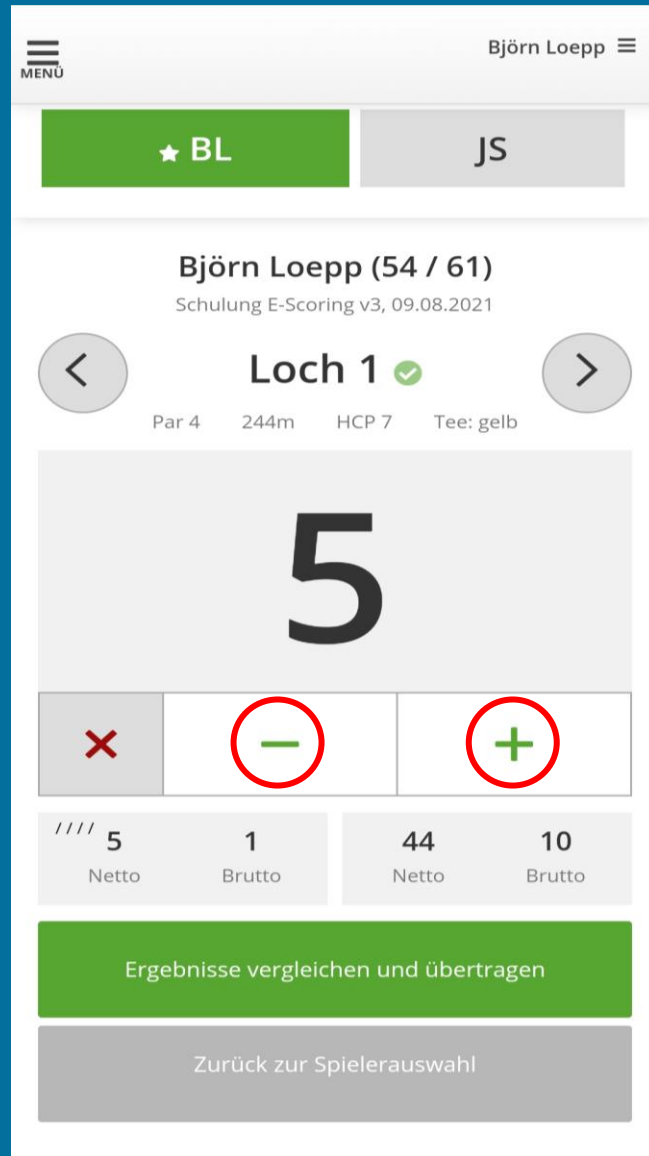 Björn Loepp
MENÜ
BL JS
Björn Loepp (54 / 61)
Schulung E-Scoring v3, 09.08.2021
Loch 1
Par 4 244m HCP 7 Tee: gelb
5
//// 5 1 44 10
Netto Brutto Netto Brutto
Ergebnisse vergleichen und übertragen
Zurück zur Spielerauswahl